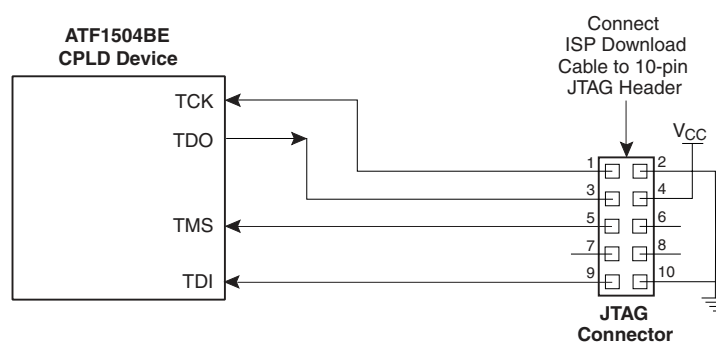 ATF1504BE
CPLD Device
TCK
TDO
TMS
TDI
Connect
ISP Download
Cable to 10-pin
JTAG Header
VCC
1
2
3
4
5
6
7
8
9
10
JTAG
Connector